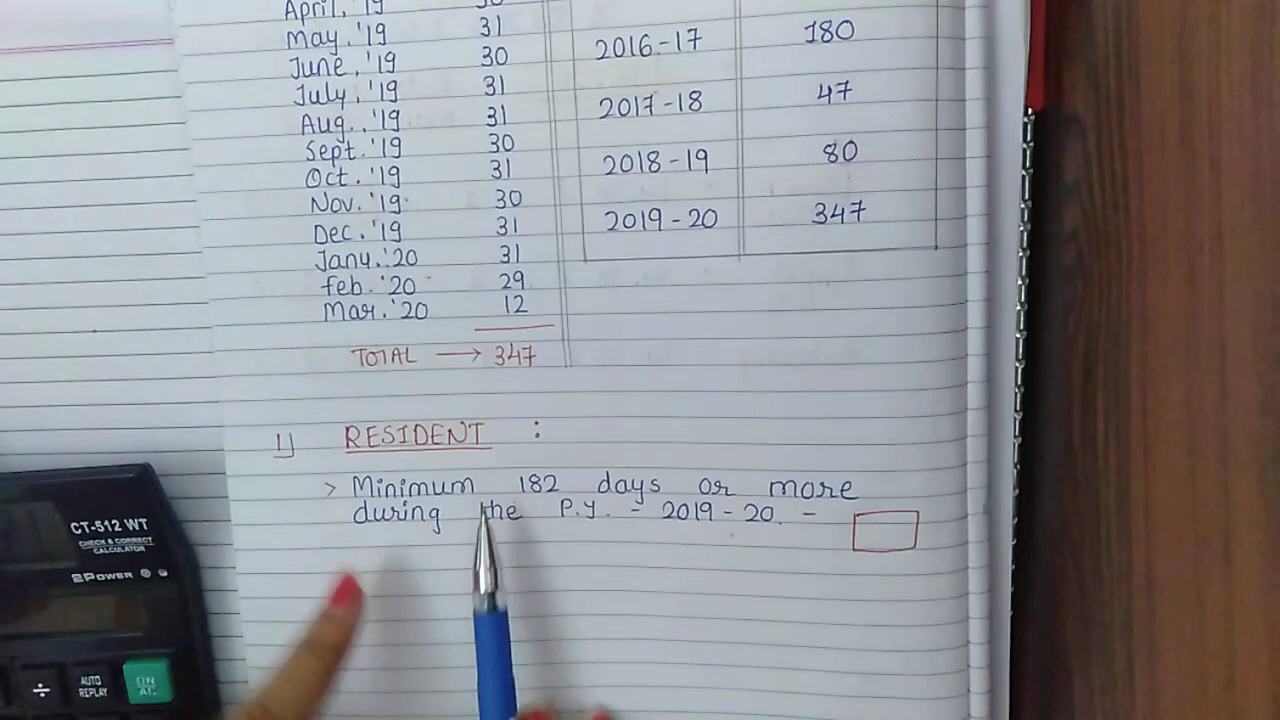 April, '19 30
May. '19 31
June, '19 30
July, '19 31
Aug., '19 31
Sept. '19 30
Oct. '19 31
Nov. '19 30
Dec. '19 31
Janu. '20 31
feb. '20 29
Mar. '20 12
TOTAL → 347
2016-17 180
2017-18 47
2018-19 80
2019-20 347
1) RESIDENT :
> Minimum 182 days or more
during the P.Y. - 2019-20 -
CT-512 WT
CHECK & CORRECT
CALCULATOR
2POWER
÷
AUTO
REPLAY
ON
AC